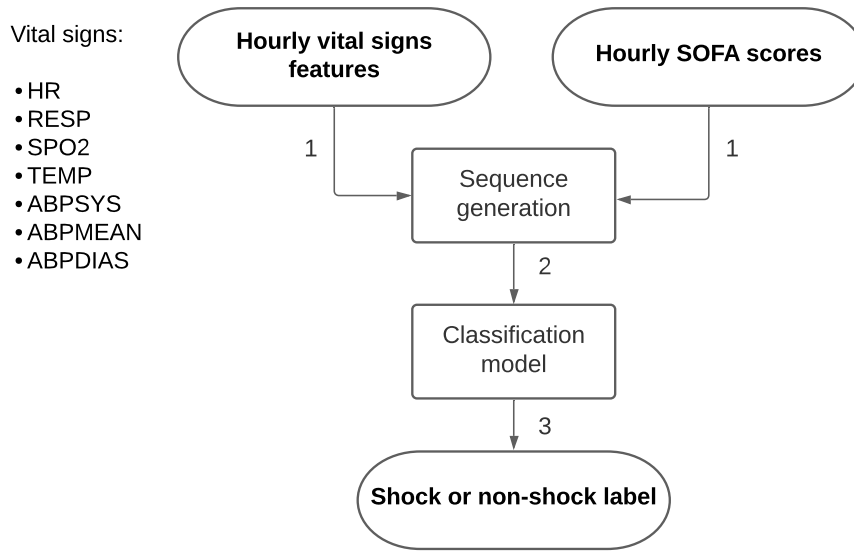 Vital signs:
• HR
• RESP
• SPO2
• TEMP
• ABPSYS
• ABPMEAN
• ABPDIAS
Hourly vital signs
features
Hourly SOFA scores
1
1
Sequence
generation
2
Classification
model
3
Shock or non-shock label